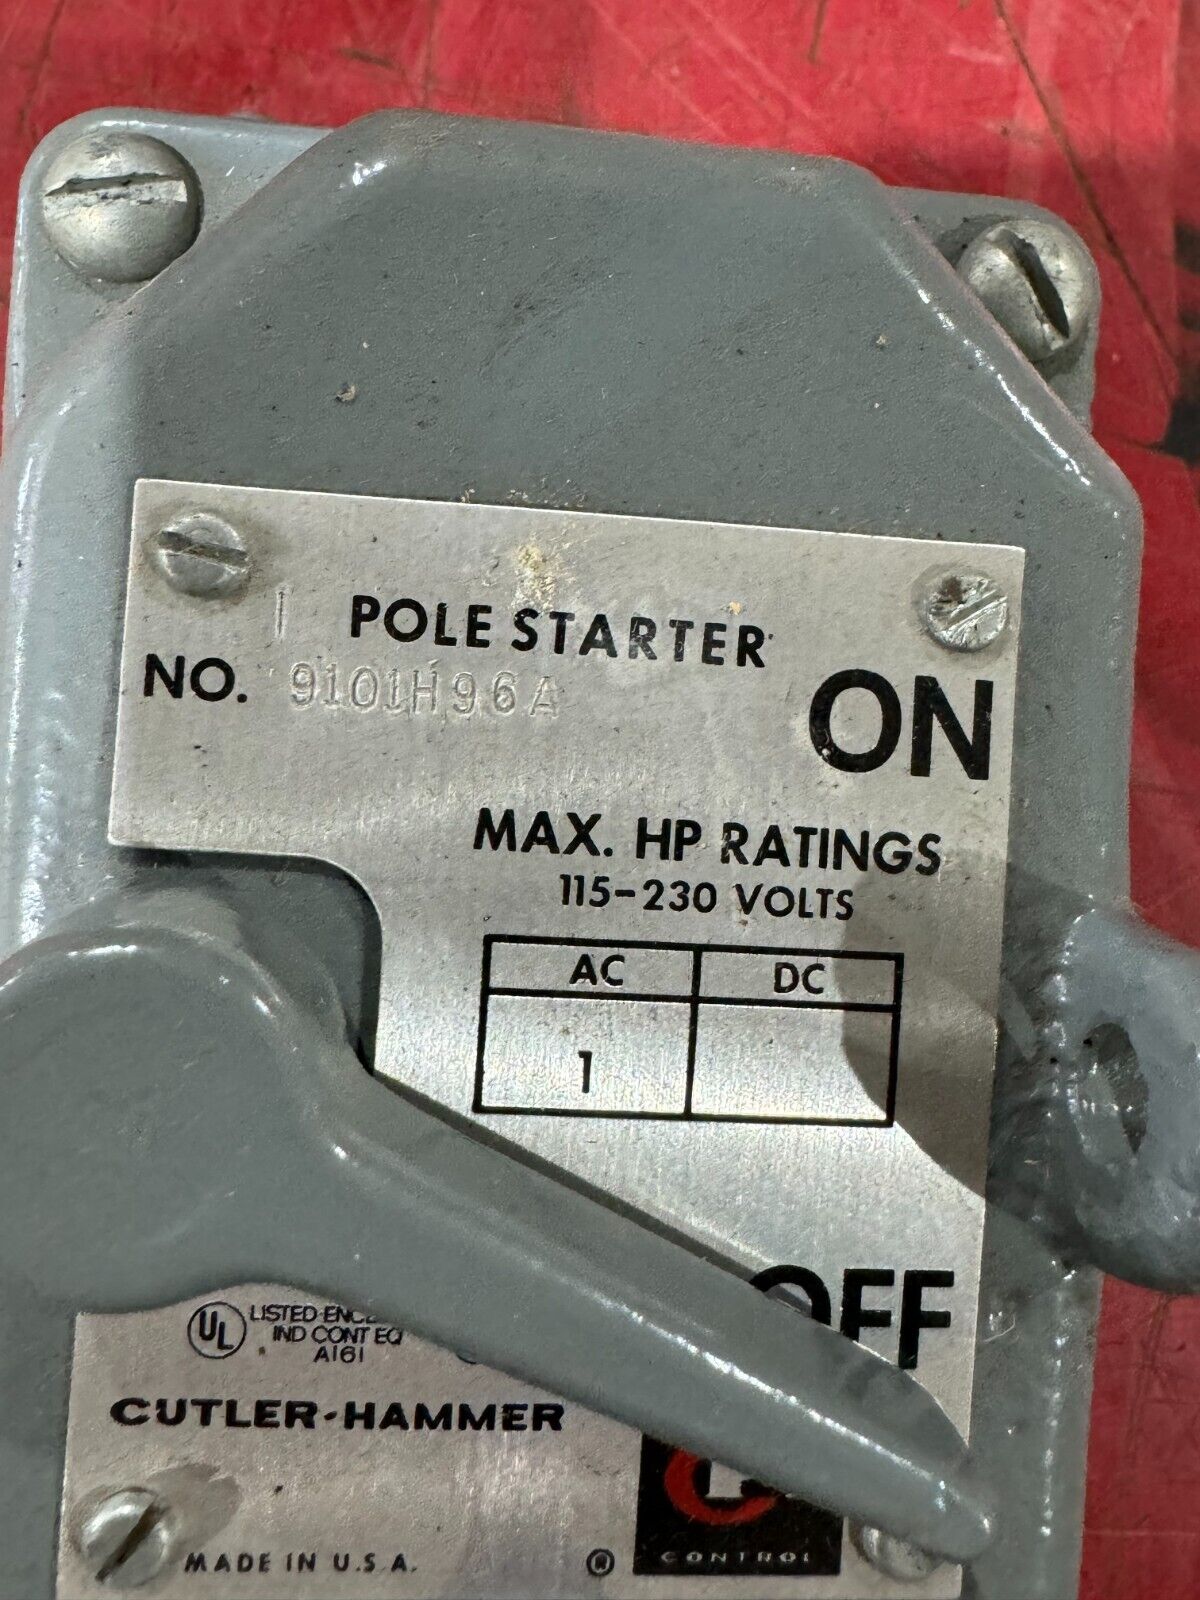 1 POLE STARTER
NO. 9101H96A
ON
MAX. HP RATINGS
115-230 VOLTS
AC DC
1
OFF
UL LISTED
IND CONT EQ
A161
CUTLER-HAMMER
MADE IN U.S.A. ®
CONTROL